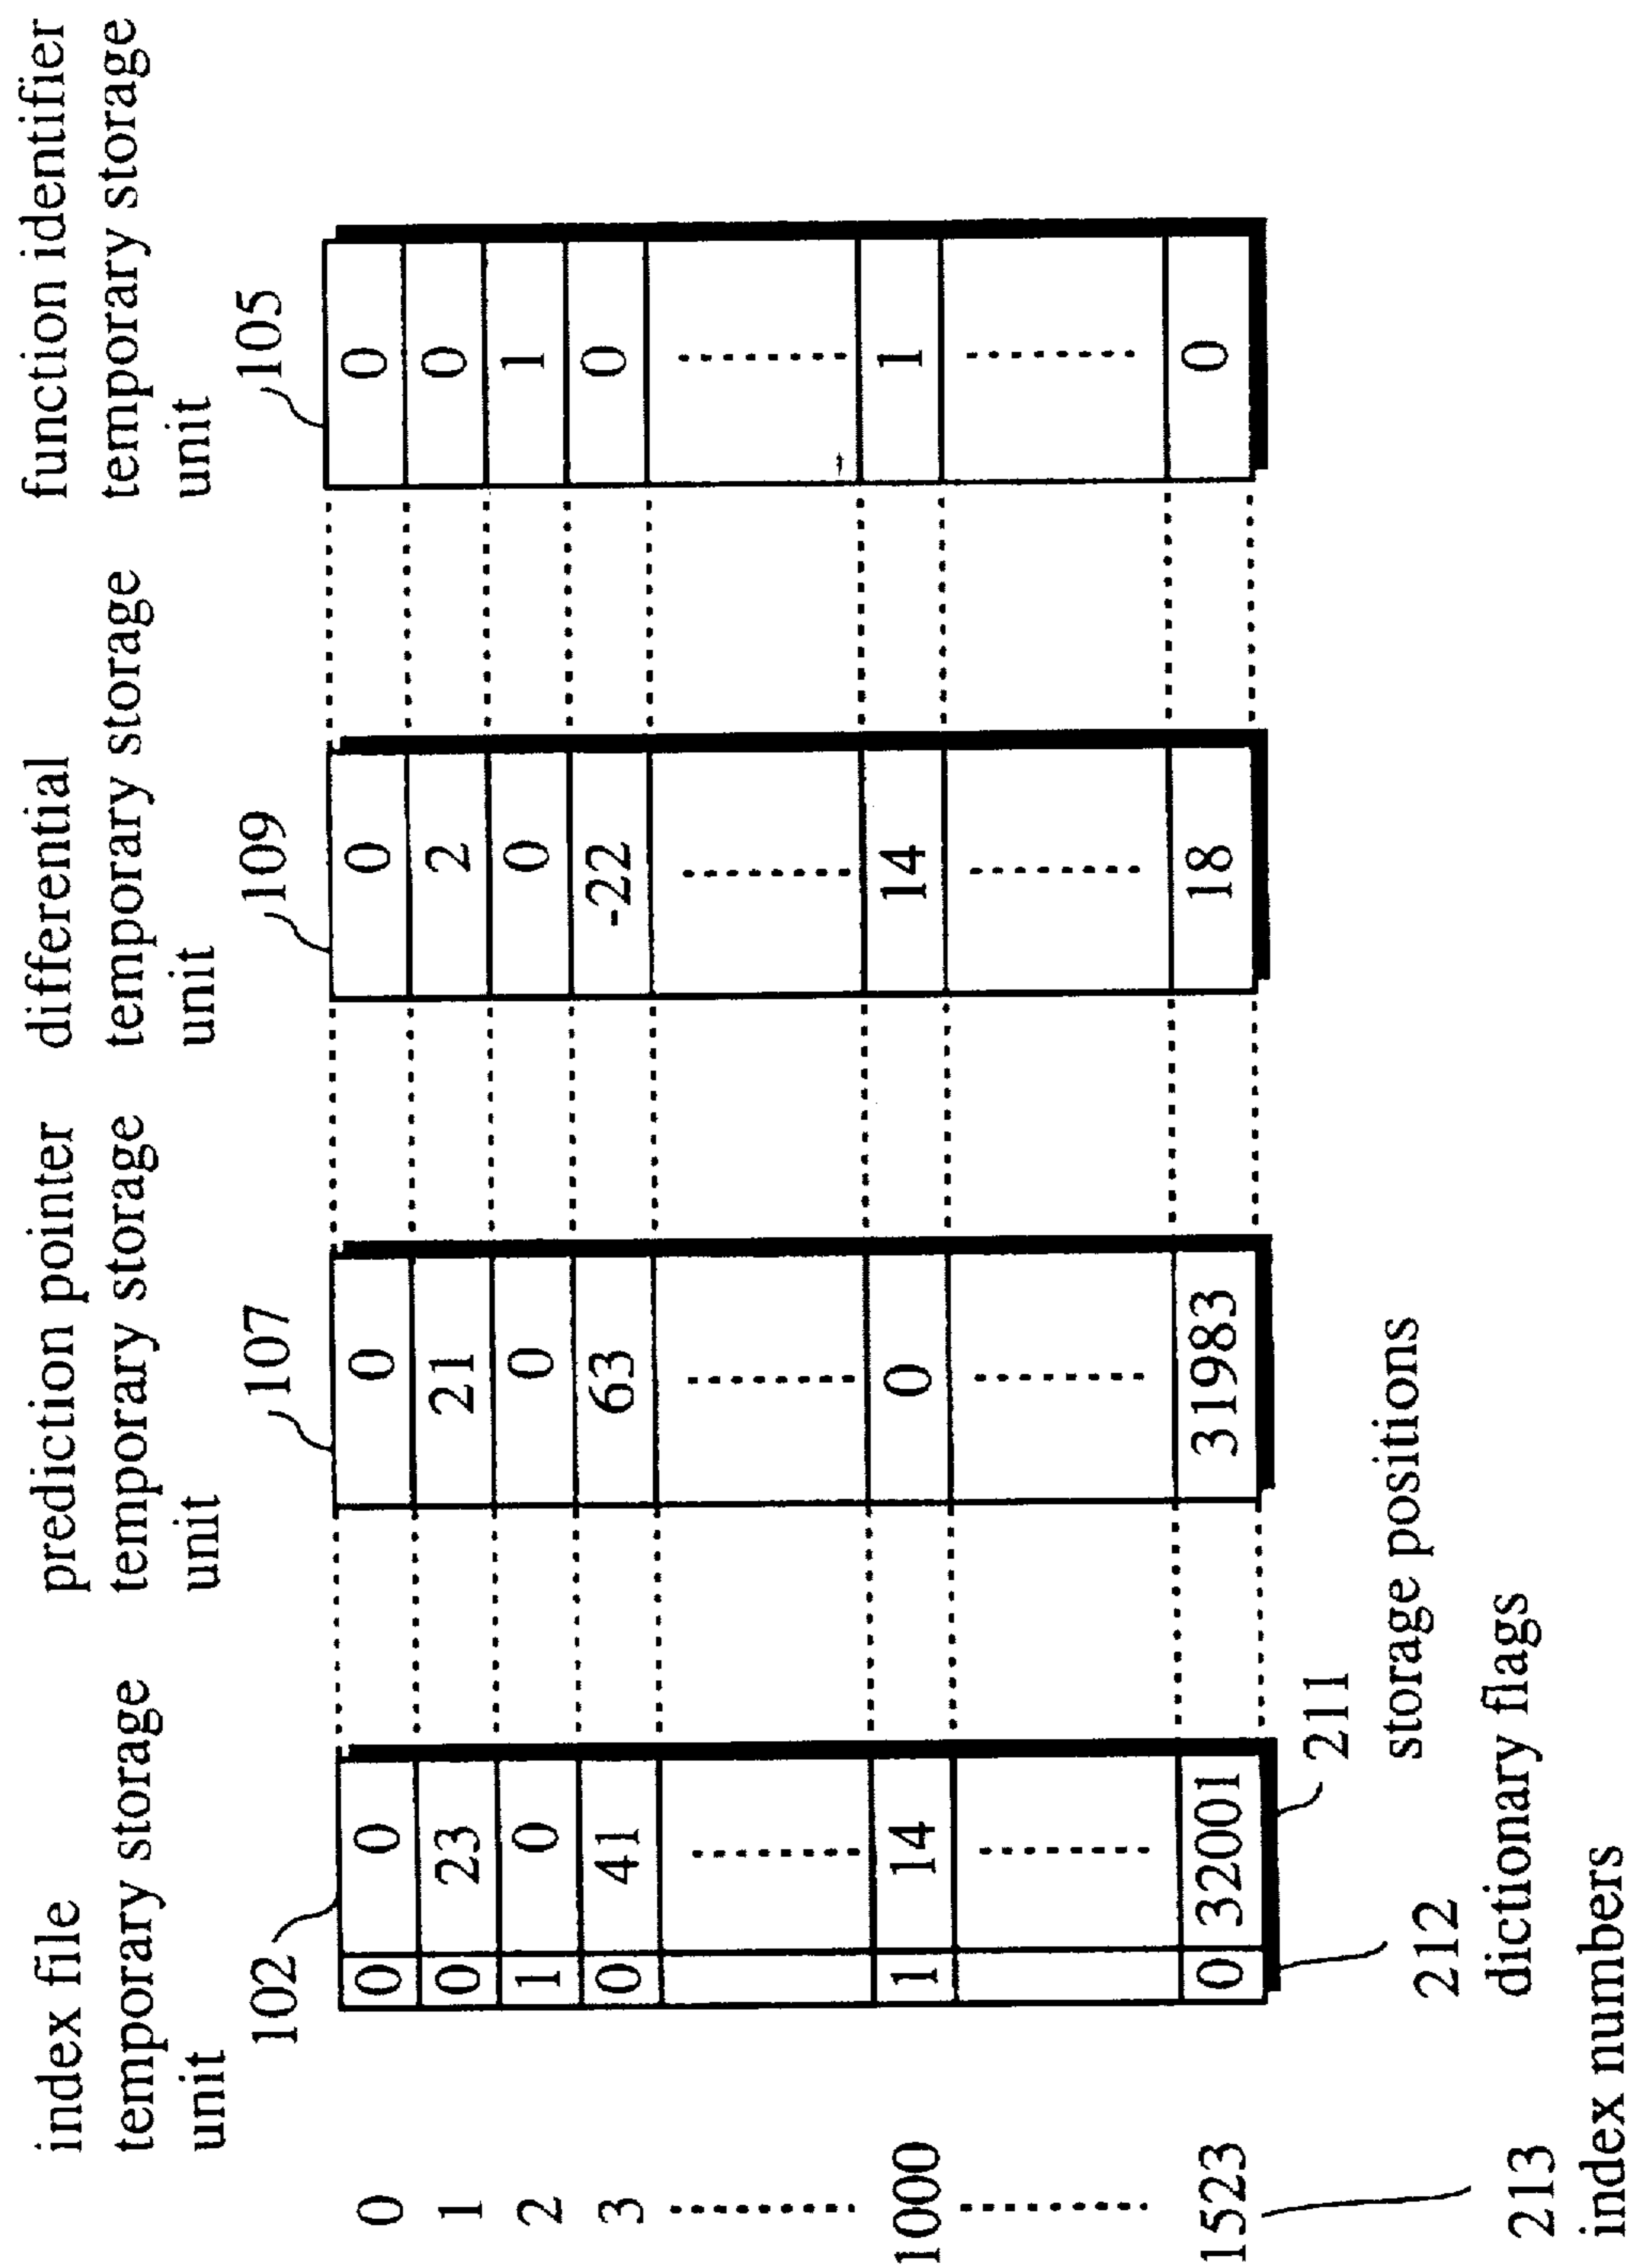 index file
temporary storage
unit
prediction pointer
temporary storage
unit
differential
temporary storage
unit
function identifier
temporary storage
unit
102
107
109
105
0 0 0 0 0 0
1 0 23 21 2 0
2 1 0 0 0 1
3 0 41 63 -22 0
1000 1 14 0 14 1
1523 0 32001 31983 18 0
211
storage positions
212
dictionary flags
213
index numbers